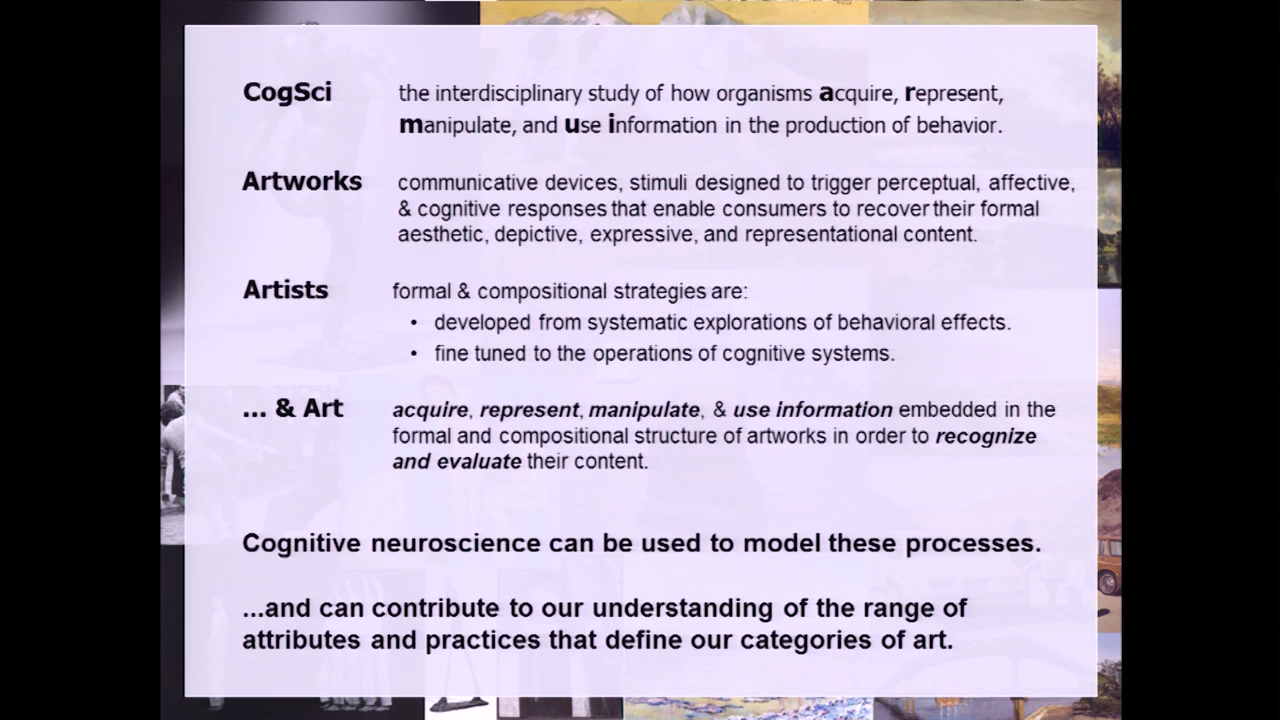 CogSci the interdisciplinary study of how organisms acquire, represent,
manipulate, and use information in the production of behavior.
Artworks communicative devices, stimuli designed to trigger perceptual, affective,
& cognitive responses that enable consumers to recover their formal
aesthetic, depictive, expressive, and representational content.
Artists formal & compositional strategies are:
• developed from systematic explorations of behavioral effects.
• fine tuned to the operations of cognitive systems.
... & Art acquire, represent, manipulate, & use information embedded in the
formal and compositional structure of artworks in order to recognize
and evaluate their content.
Cognitive neuroscience can be used to model these processes.
...and can contribute to our understanding of the range of
attributes and practices that define our categories of art.